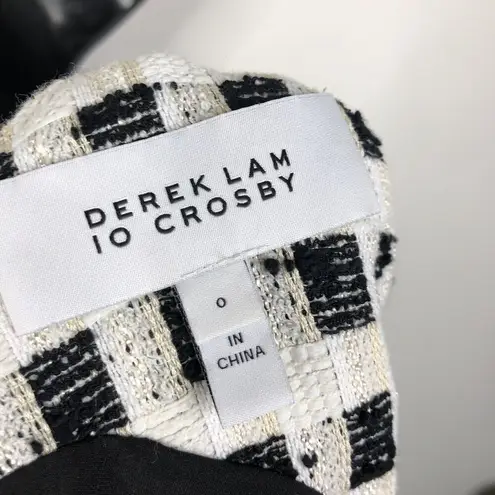 DEREK LAM
10 CROSBY
0
IN
CHINA